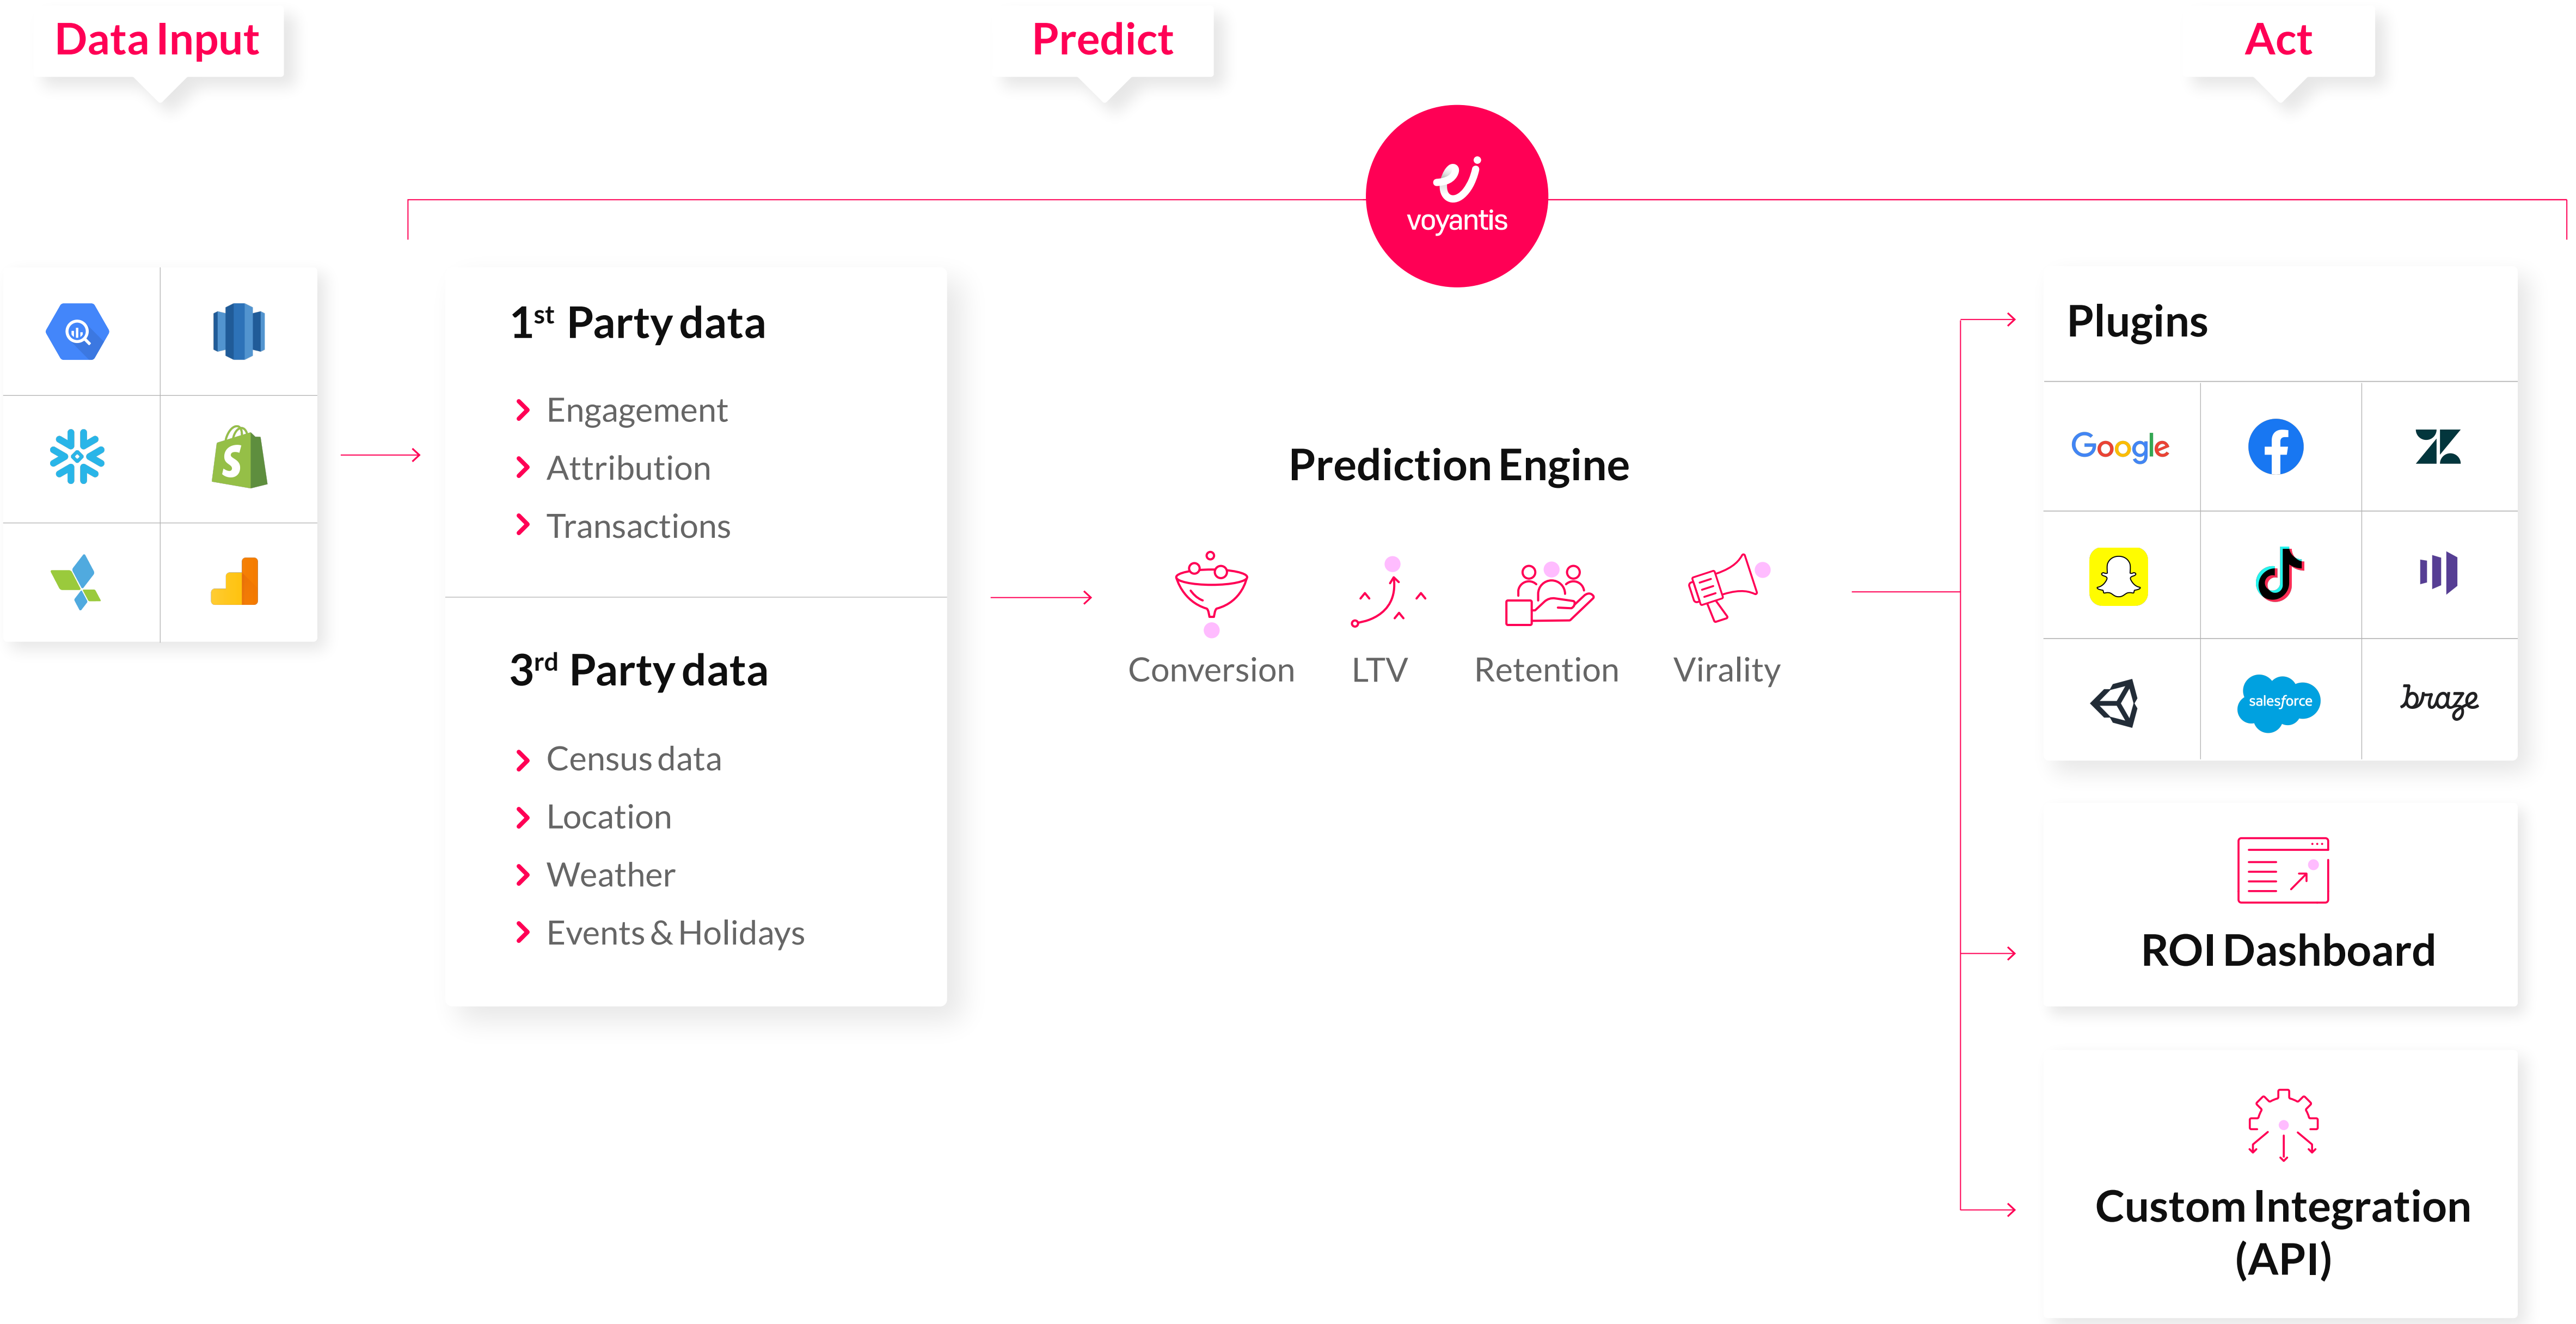 Data Input
Predict
Act
voyantis
1st Party data
Engagement
Attribution
Transactions
3rd Party data
Census data
Location
Weather
Events & Holidays
Prediction Engine
Conversion
LTV
Retention
Virality
Plugins
Google
salesforce
braze
ROI Dashboard
Custom Integration
(API)